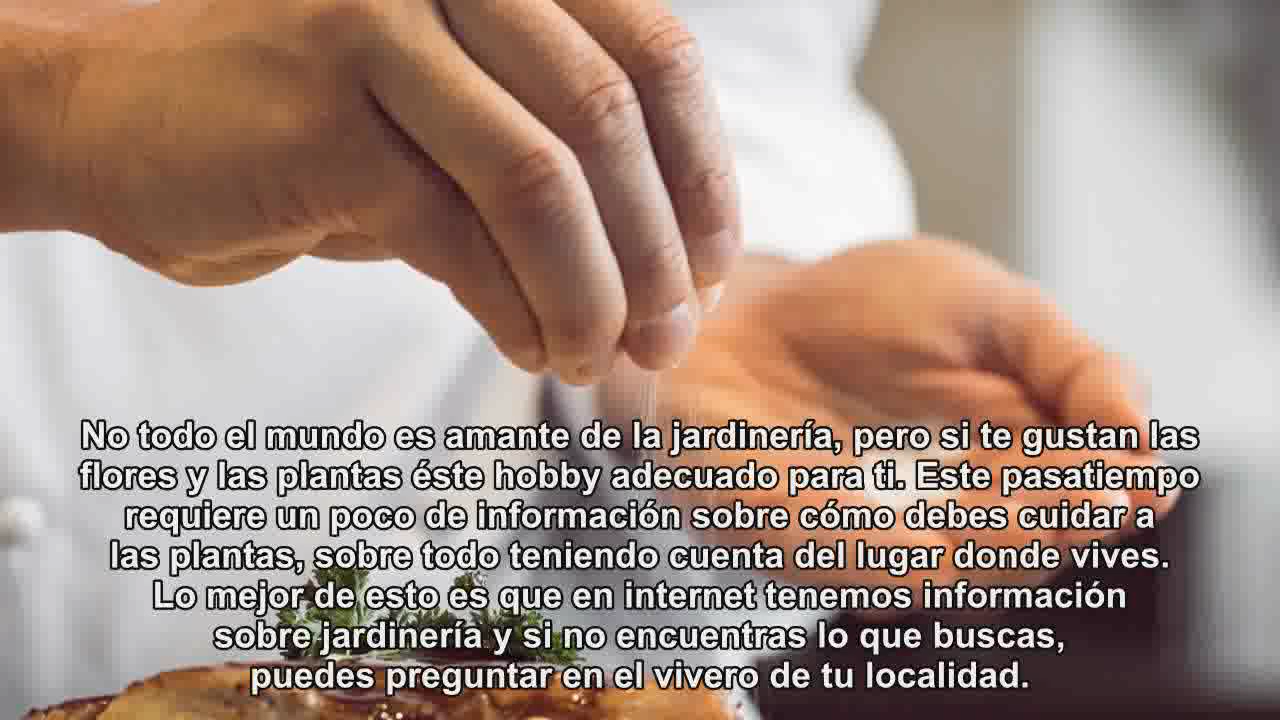 No todo el mundo es amante de la jardinería, pero si te gustan las
flores y las plantas éste hobby adecuado para ti. Este pasatiempo
requiere un poco de información sobre cómo debes cuidar a
las plantas, sobre todo teniendo cuenta del lugar donde vives.
Lo mejor de esto es que en internet tenemos información
sobre jardinería y si no encuentras lo que buscas,
puedes preguntar en el vivero de tu localidad.